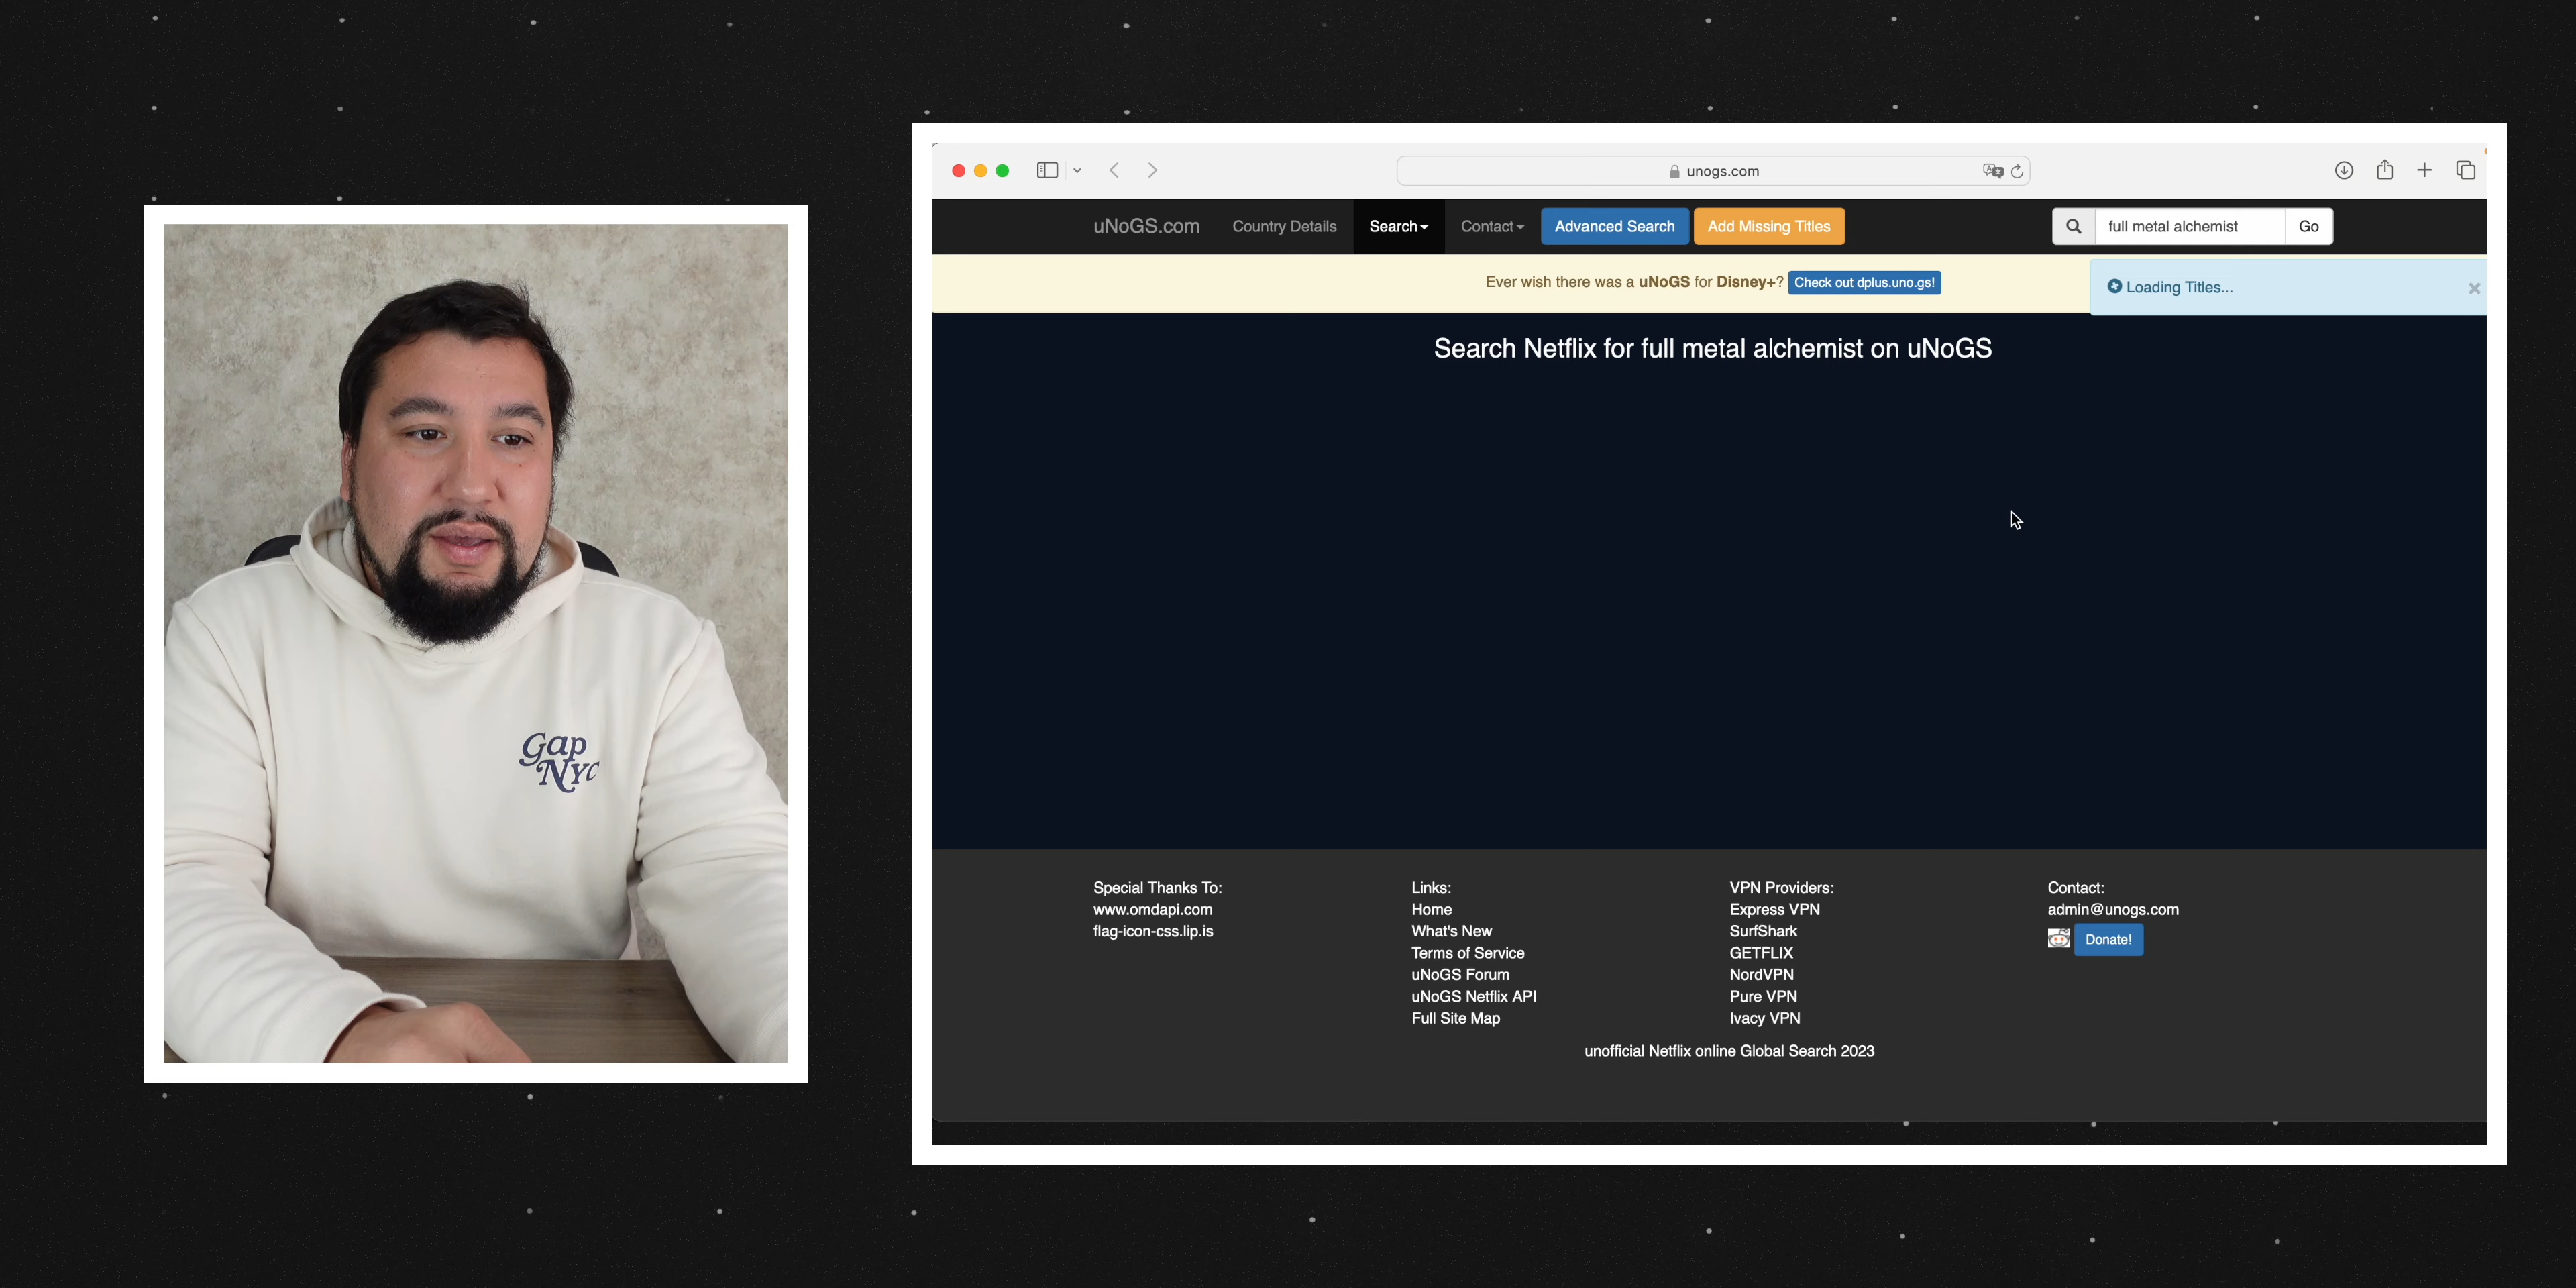 Gap
NYC
unogs.com
uNoGS.com Country Details Search Contact Advanced Search Add Missing Titles full metal alchemist Go
Ever wish there was a uNoGS for Disney+? Check out dplus.uno.gs!
Loading Titles...
Search Netflix for full metal alchemist on uNoGS
Special Thanks To:
www.omdapi.com
flag-icon-css.lip.is
Links:
Home
What's New
Terms of Service
uNoGS Forum
uNoGS Netflix API
Full Site Map
VPN Providers:
Express VPN
SurfShark
GETFLIX
NordVPN
Pure VPN
Ivacy VPN
Contact:
admin@unogs.com
Donate!
unofficial Netflix online Global Search 2023